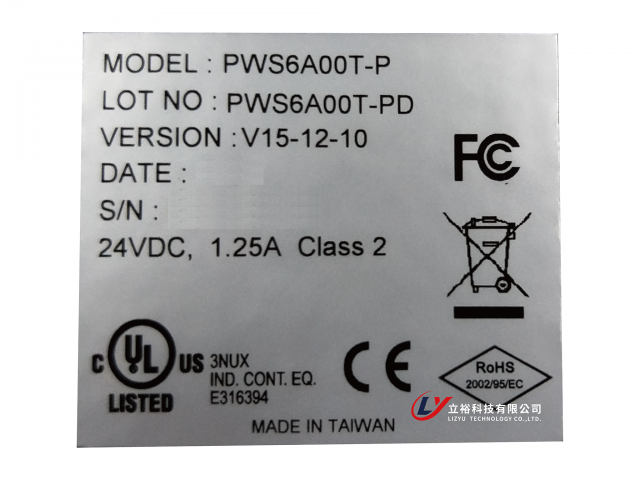 MODEL : PWS6A00T-P
LOT NO : PWS6A00T-PD
VERSION : V15-12-10
DATE :
S/N :
24VDC, 1.25A Class 2
FC
C UL US
LISTED
3NUX
IND. CONT. EQ.
E316394
CE
RoHS
2002/95/EC
MADE IN TAIWAN
LY 立裕科技有限公司
LIZYU TECHNOLOGY CO.,LTD.